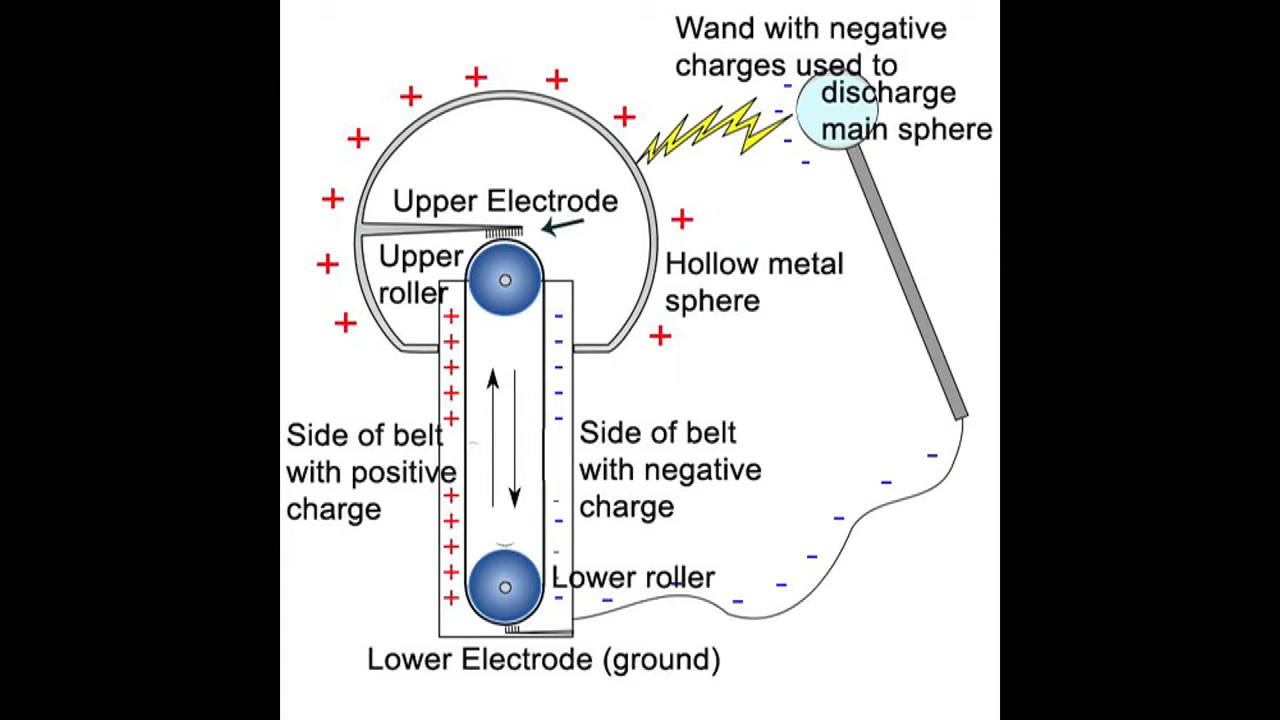 Wand with negative
charges used to
discharge
main sphere
Upper Electrode
Upper
roller
Hollow metal
sphere
Side of belt
with positive
charge
Side of belt
with negative
charge
Lower roller
Lower Electrode (ground)